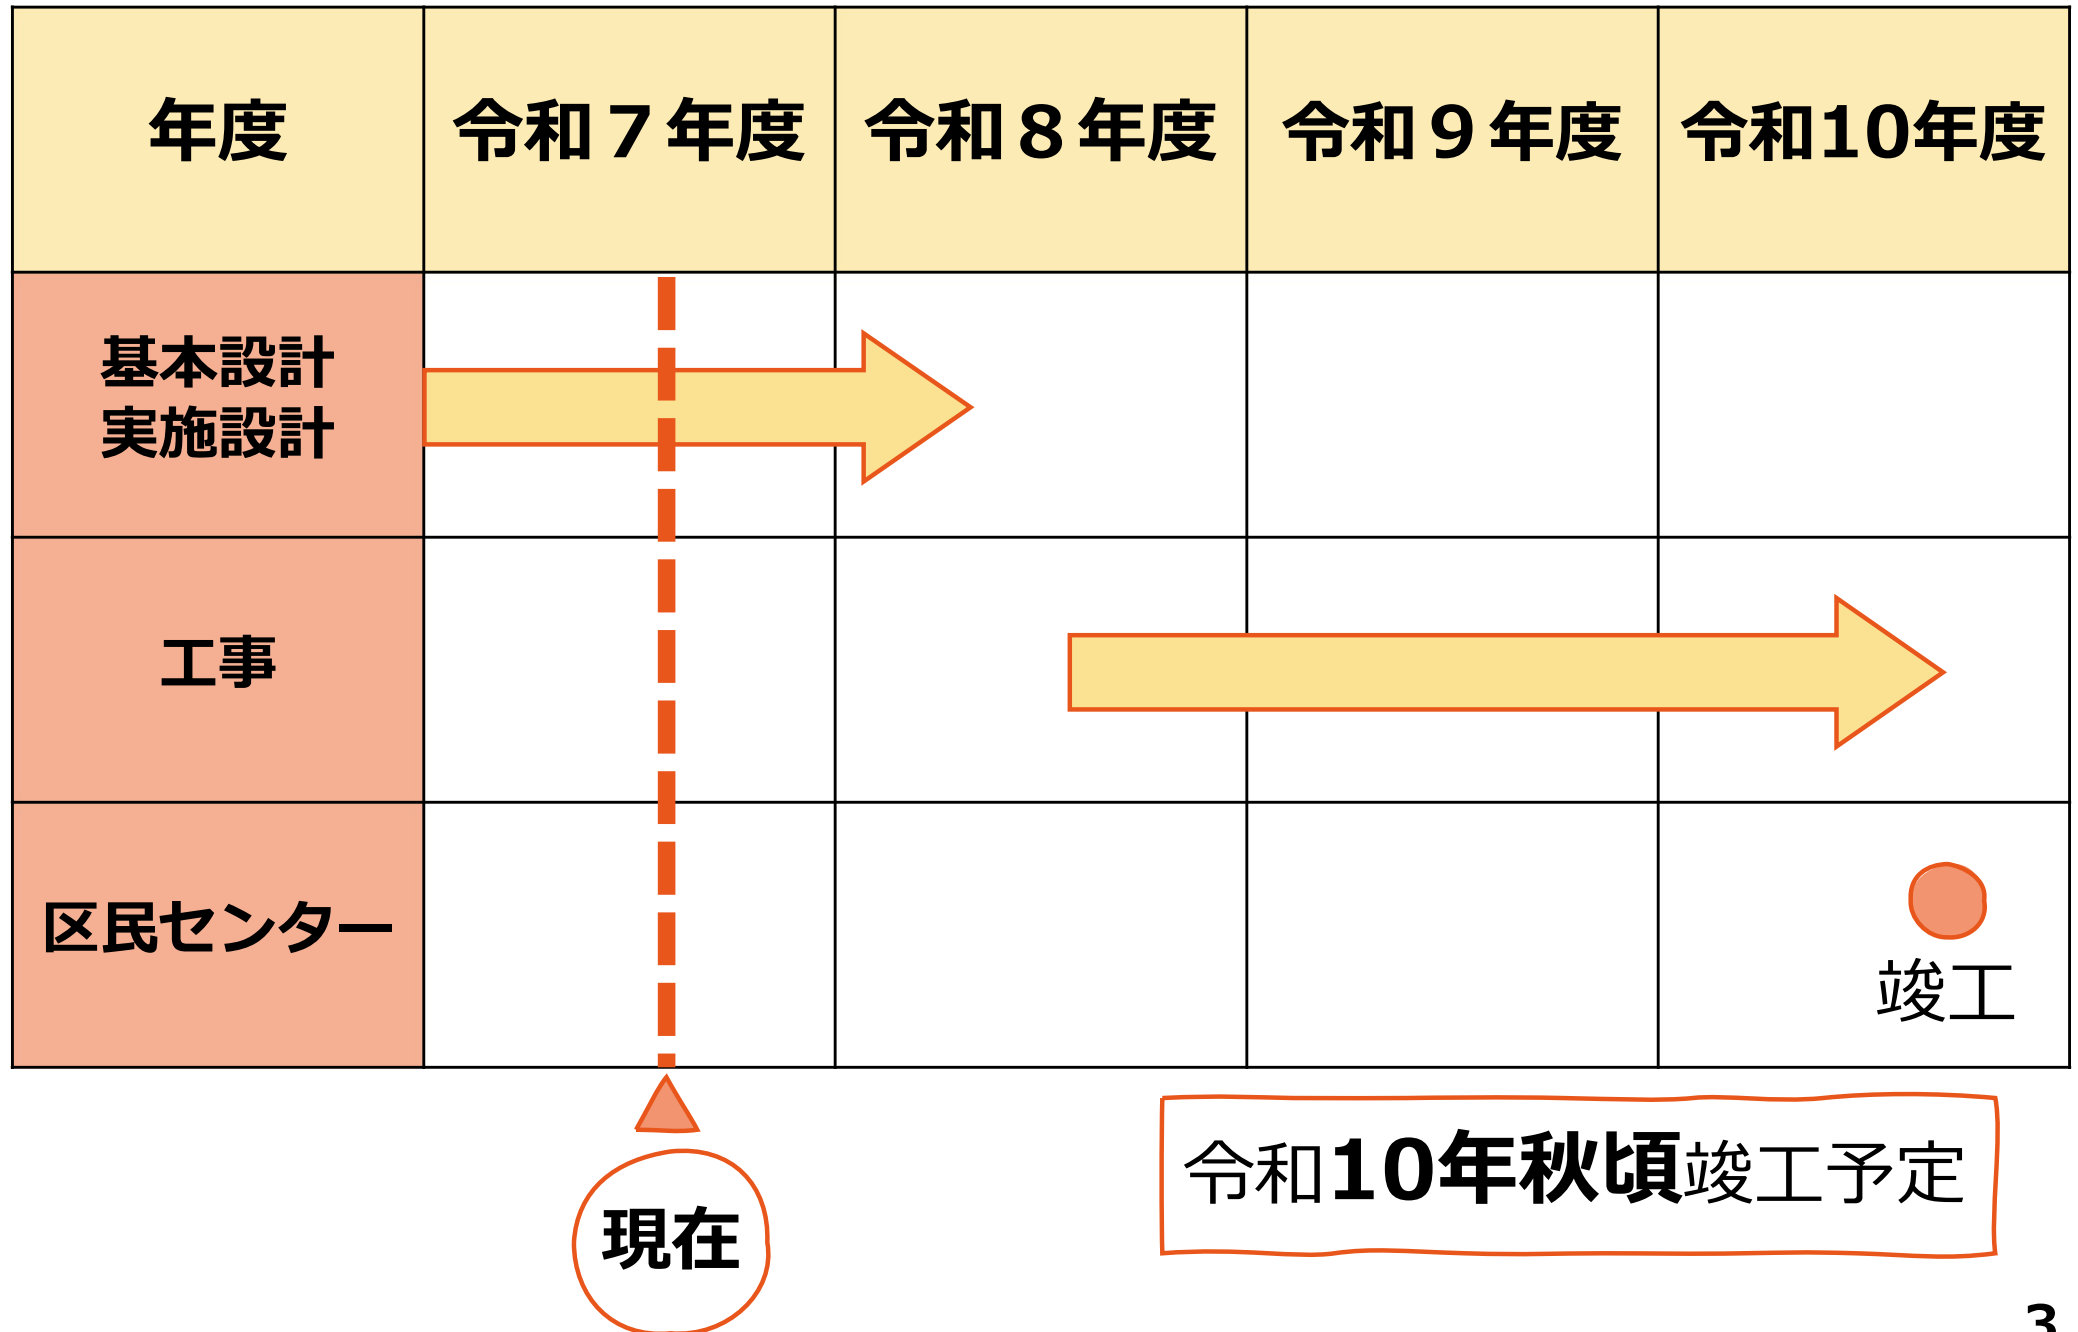 年度
令和７年度
令和８年度
令和９年度
令和10年度
基本設計
実施設計
工事
区民センター
竣工
現在
令和10年秋頃竣工予定
3